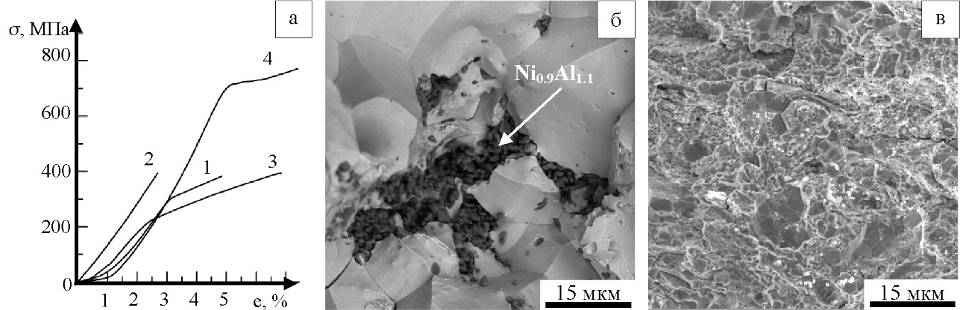 σ, МПа
а
800
600
400
200
0
1 2 3 4 5 6 e, %
4
2
1
3
б
Ni0.9Al1.1
15 мкм
в
15 мкм